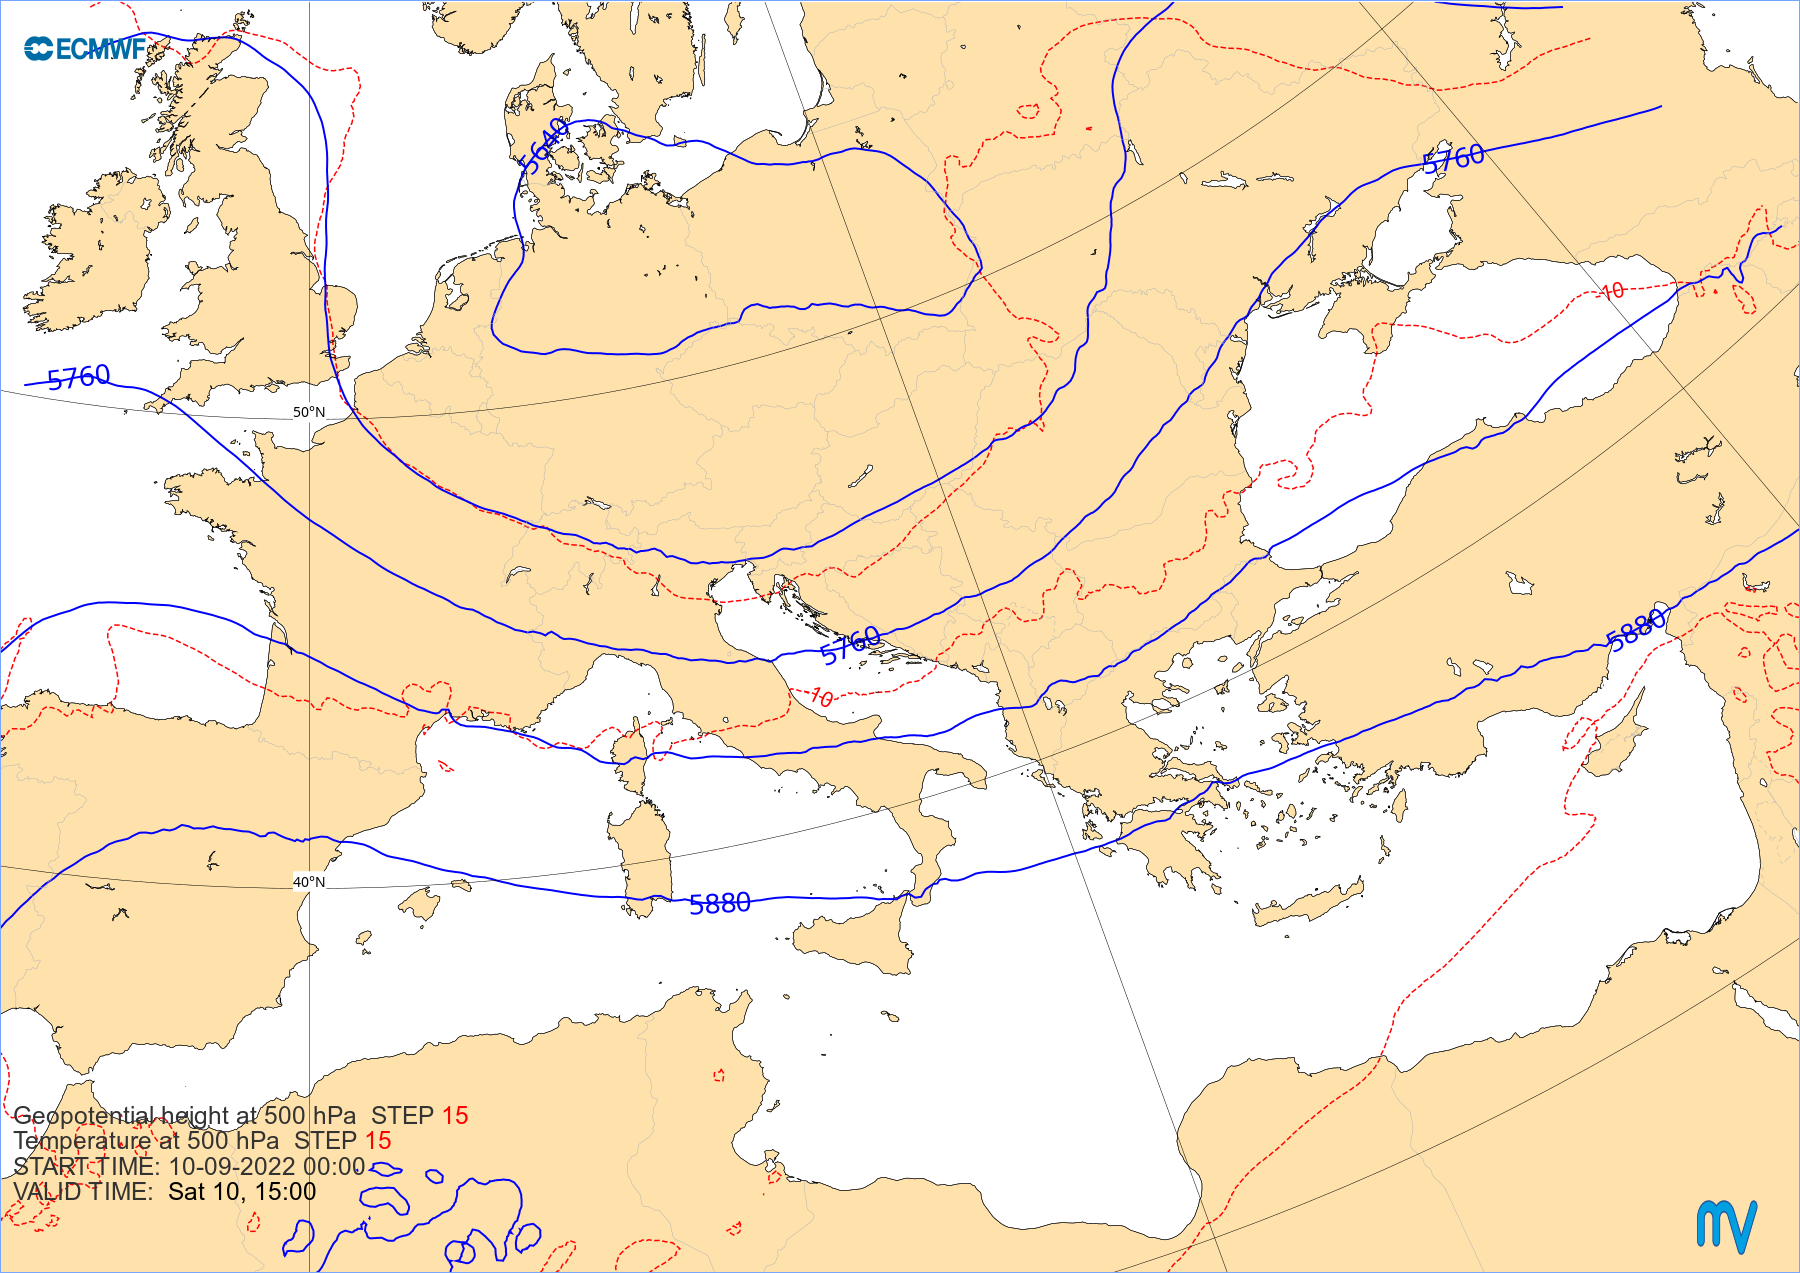 ECMWF
5640
5760
-10
5760
50°N
5760
5880
10
40°N
5880
Geopotential height at 500 hPa STEP 15
Temperature at 500 hPa STEP 15
START TIME: 10-09-2022 00:00
VALID TIME: Sat 10, 15:00